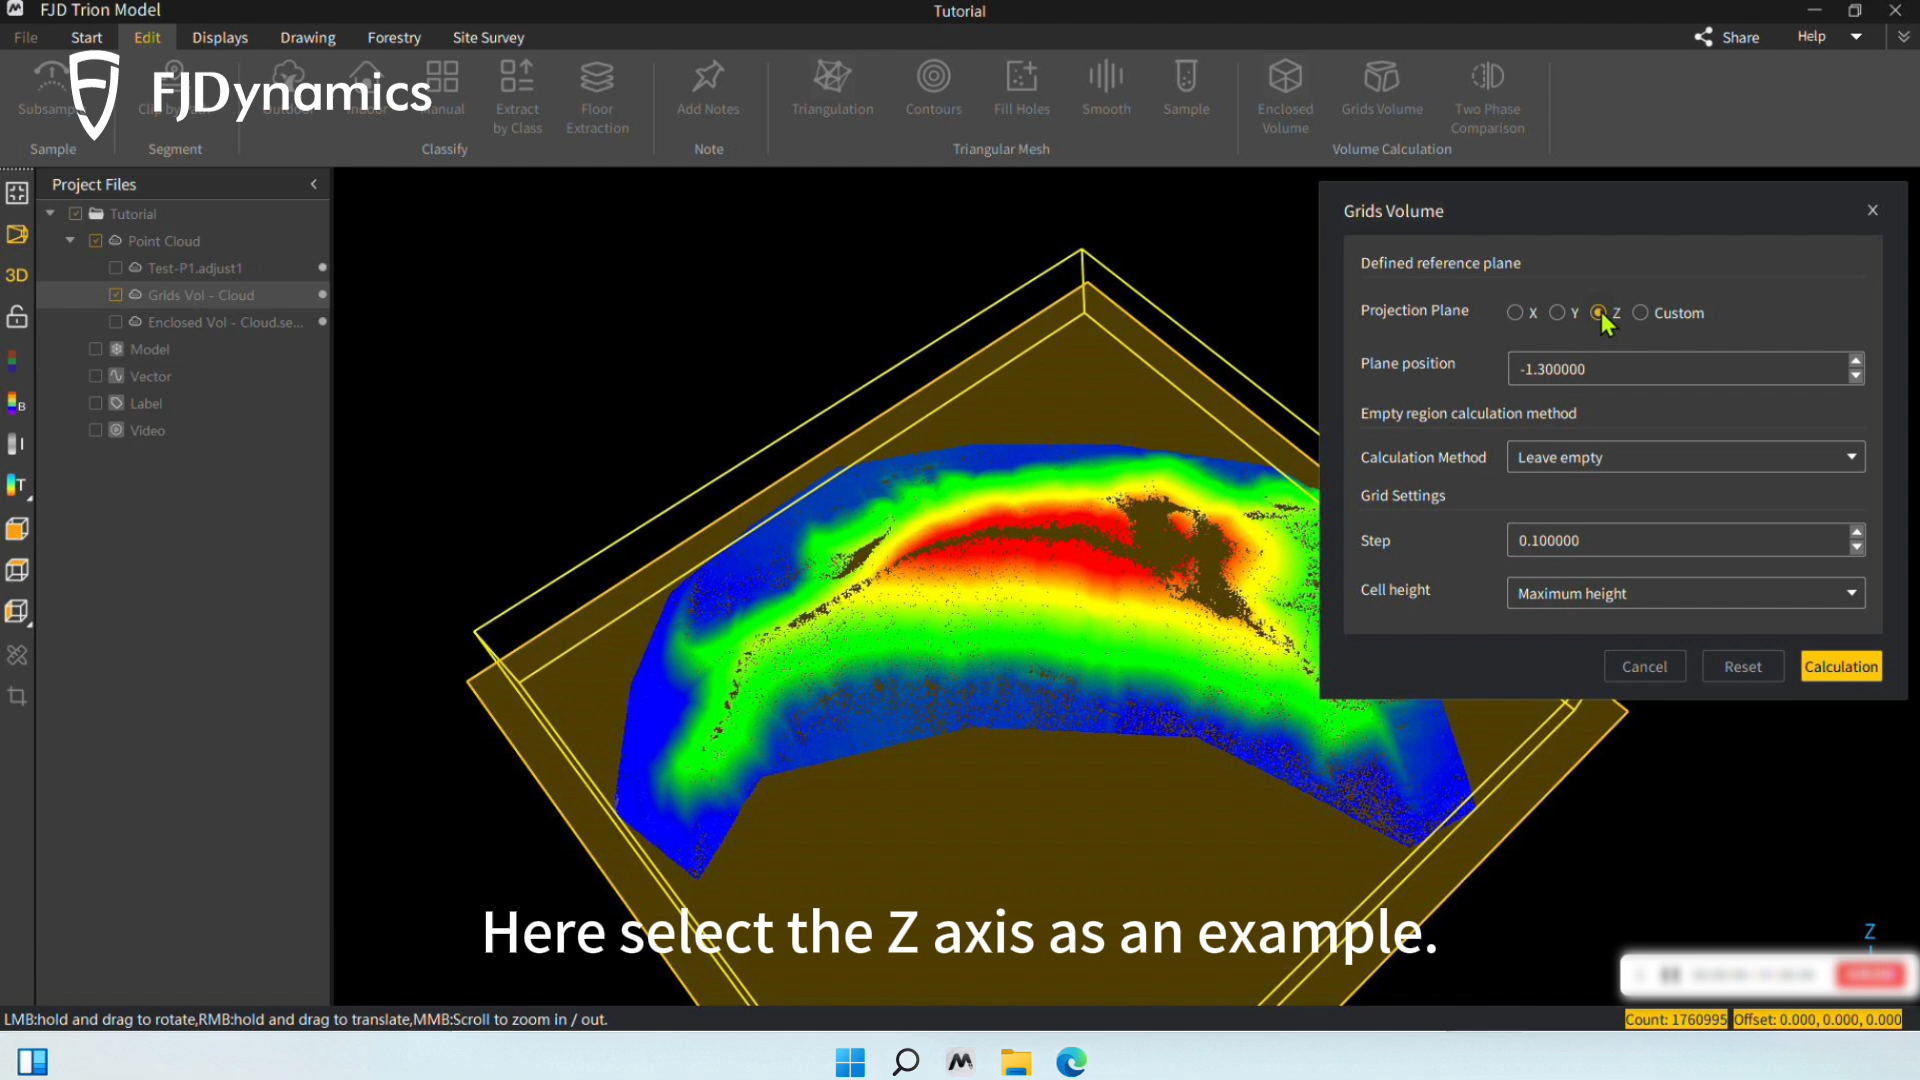 FJD Trion Model
Tutorial
File
Start
Edit
Displays
Drawing
Forestry
Site Survey
Share
Help
FJDynamics
Extract
by Class
Floor
Extraction
Add Notes
Triangulation
Contours
Fill Holes
Smooth
Sample
Enclosed
Volume
Grids Volume
Two Phase
Comparison
Sample
Segment
Classify
Note
Triangular Mesh
Volume Calculation
Project Files
Tutorial
Point Cloud
Test-P1.adjust1
Grids Vol - Cloud
Enclosed Vol - Cloud.se...
Model
Vector
Label
Video
3D
B
I
T
Grids Volume
Defined reference plane
Projection Plane
X
Y
Z
Custom
Plane position
-1.300000
Empty region calculation method
Calculation Method
Leave empty
Grid Settings
Step
0.100000
Cell height
Maximum height
Cancel
Reset
Calculation
Here select the Z axis as an example.
Z
LMB:hold and drag to rotate,RMB:hold and drag to translate,MMB:Scroll to zoom in / out.
Count: 1760995
Offset: 0.000, 0.000, 0.000